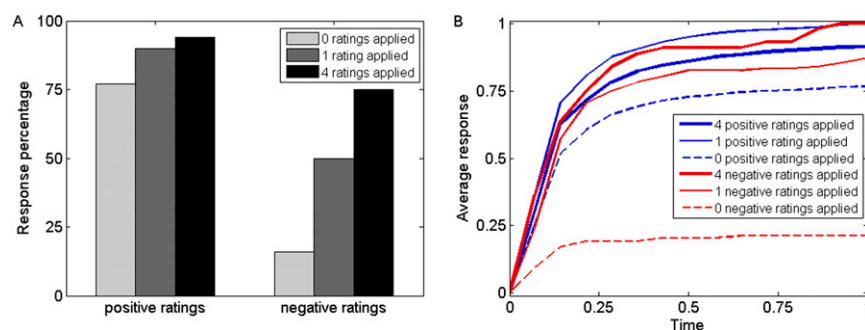 A
Response percentage
100
75
50
25
0
0 ratings applied
1 rating applied
4 ratings applied
positive ratings
negative ratings
B
Average response
1
0.75
0.5
0.25
0
4 positive ratings applied
1 positive rating applied
0 positive ratings applied
4 negative ratings applied
1 negative ratings applied
0 negative ratings applied
0
0.25
0.5
0.75
Time